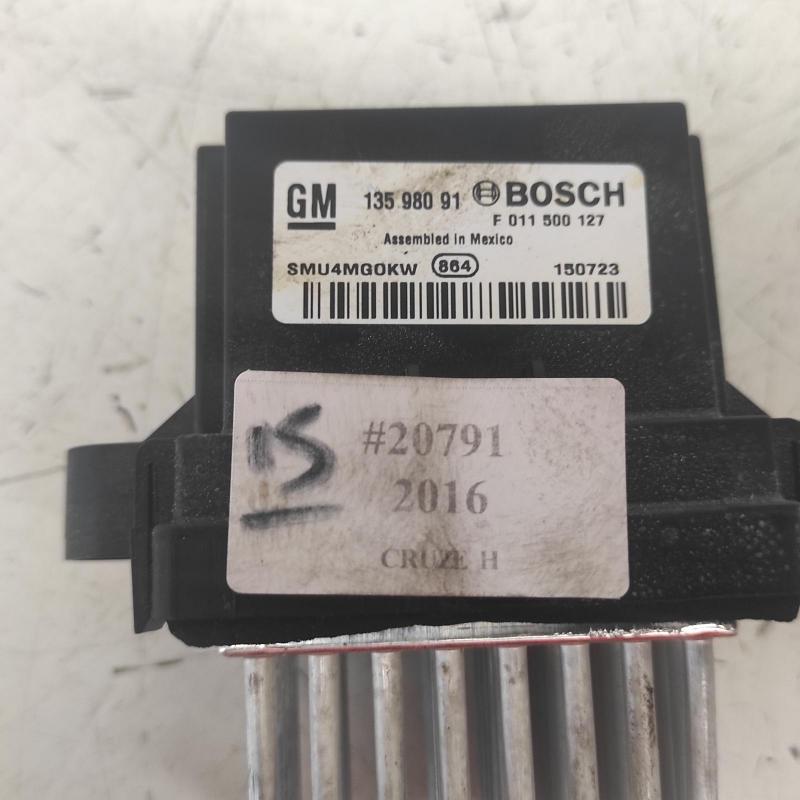 GM 135 980 91 BOSCH
F 011 500 127
Assembled in Mexico
SMU4MG0KW 864 150723
15 #20791
2016
CRUZE H